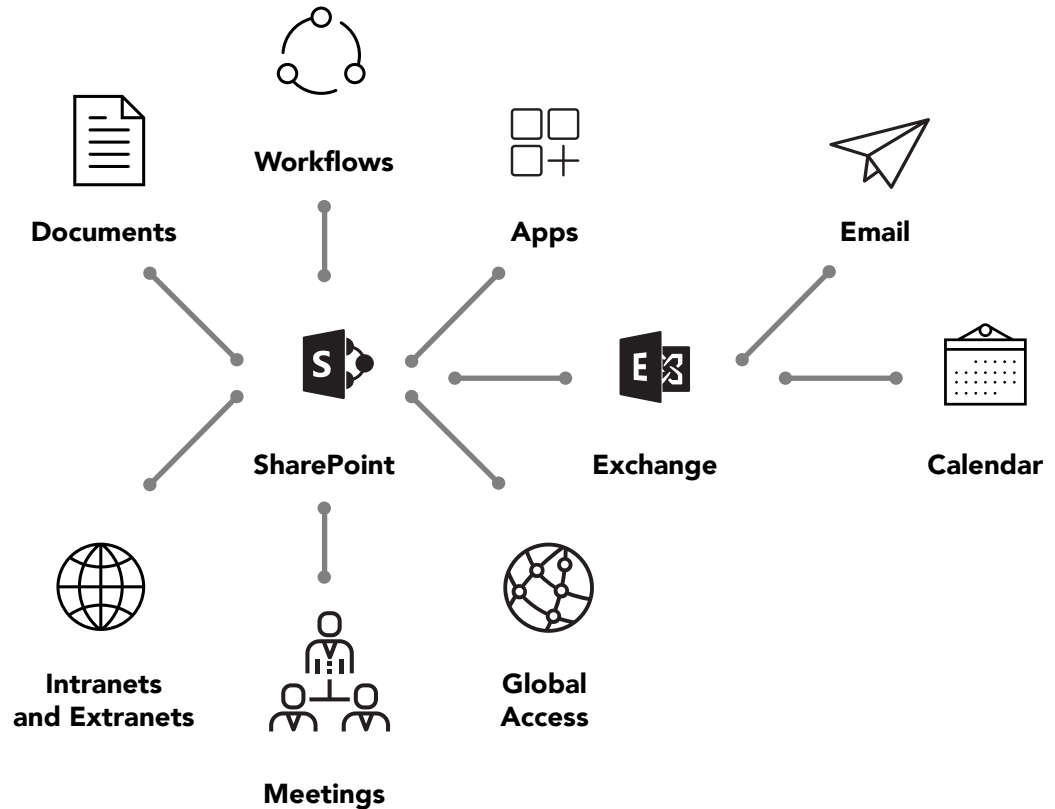 Workflows
Documents
Apps
Email
S
E
SharePoint
Exchange
Calendar
Intranets
and Extranets
Global
Access
Meetings